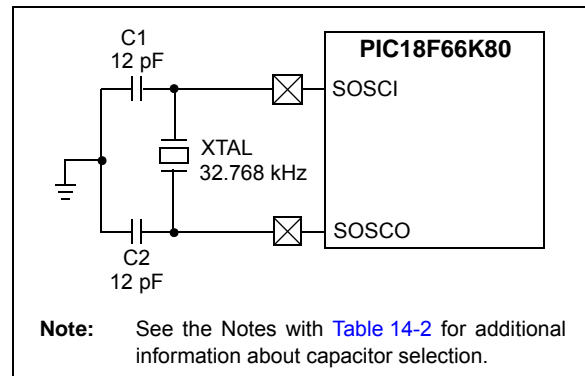 C1
12 pF
PIC18F66K80
SOSCI
XTAL
32.768 kHz
SOSCO
C2
12 pF
Note: See the Notes with Table 14-2 for additional
information about capacitor selection.